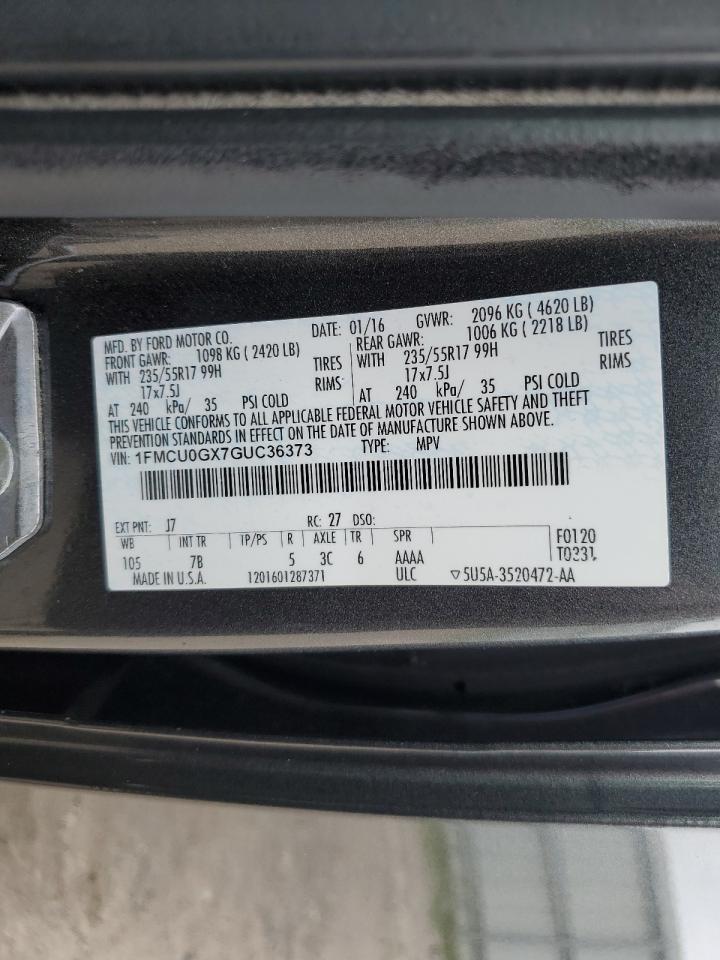 MFD. BY FORD MOTOR CO. DATE: 01/16 GVWR: 2096 KG ( 4620 LB)
FRONT GAWR: 1098 KG ( 2420 LB) REAR GAWR: 1006 KG ( 2218 LB)
WITH 235/55R17 99H TIRES WITH 235/55R17 99H TIRES
17x7.5J RIMS 17x7.5J RIMS
AT 240 kPa/ 35 PSI COLD AT 240 kPa/ 35 PSI COLD
THIS VEHICLE CONFORMS TO ALL APPLICABLE FEDERAL MOTOR VEHICLE SAFETY AND THEFT
PREVENTION STANDARDS IN EFFECT ON THE DATE OF MANUFACTURE SHOWN ABOVE.
VIN: 1FMCU0GX7GUC36373 TYPE: MPV
EXT PNT: J7 RC: 27 DSO: F0120
WB INT TR TP/PS R AXLE TR SPR T0331
105 7B 5 3C 6 AAAA
MADE IN U.S.A. 1201601287371 ULC ▽5U5A-3520472-AA